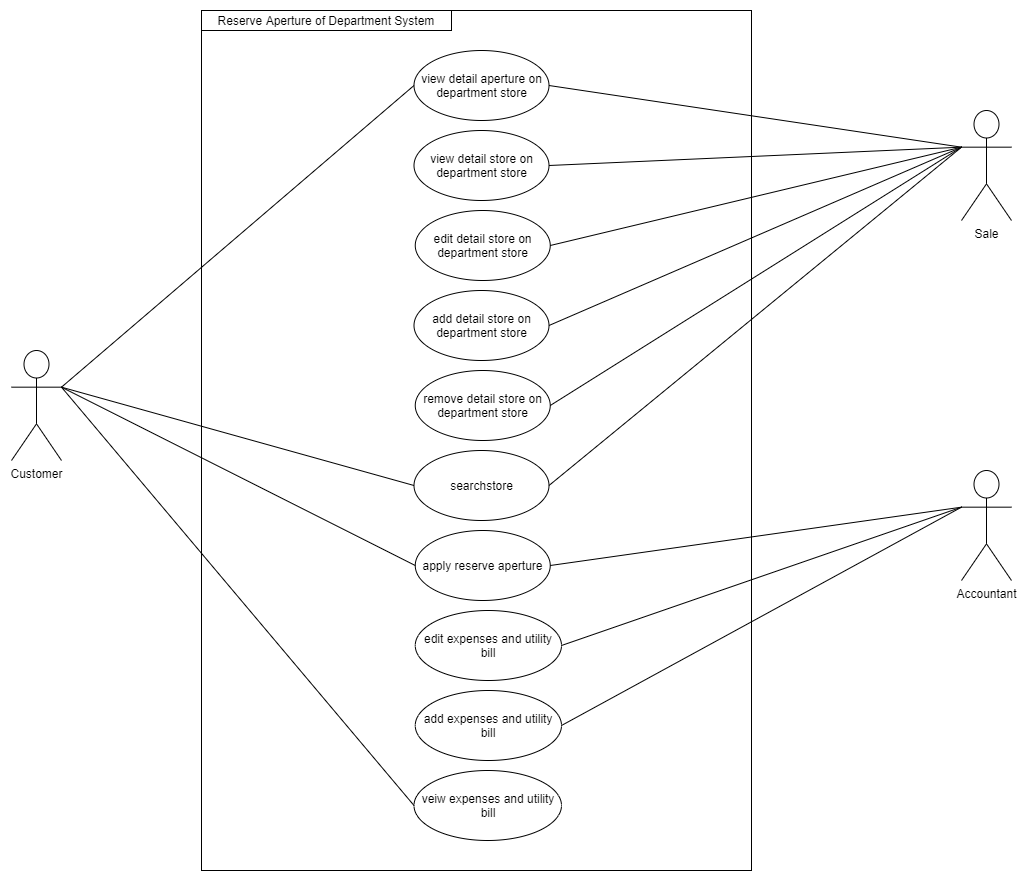 Reserve Aperture of Department System
view detail aperture on
department store
view detail store on
department store
Sale
edit detail store on
department store
add detail store on
department store
remove detail store on
department store
Customer
searchstore
apply reserve aperture
Accountant
edit expenses and utility
bill
add expenses and utility
bill
veiw expenses and utility
bill